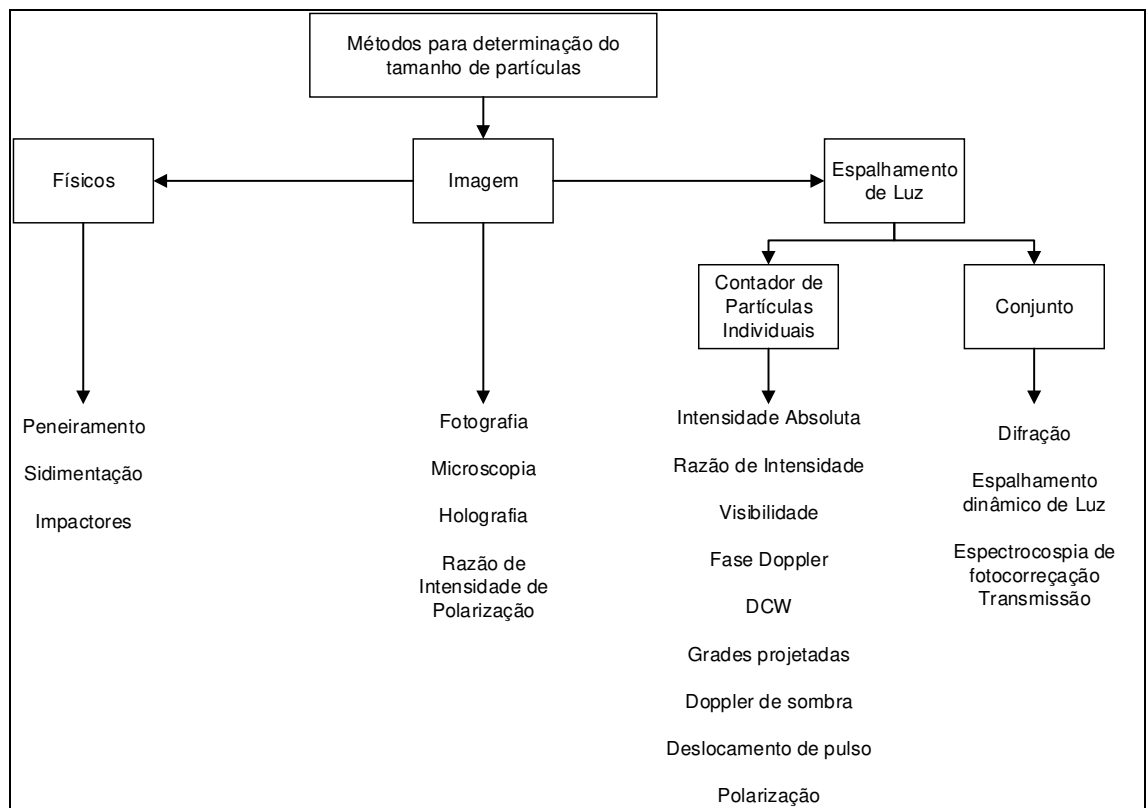 Métodos para determinação do
tamanho de partículas
Físicos
Imagem
Espalhamento
de Luz
Contador de
Partículas
Individuais
Conjunto
Peneiramento
Sidimentação
Impactores
Fotografia
Microscopia
Holografia
Razão de
Intensidade de
Polarização
Intensidade Absoluta
Razão de Intensidade
Visibilidade
Fase Doppler
DCW
Grades projetadas
Doppler de sombra
Deslocamento de pulso
Polarização
Difração
Espalhamento
dinâmico de Luz
Espectrocospia de
fotocorreçação
Transmissão